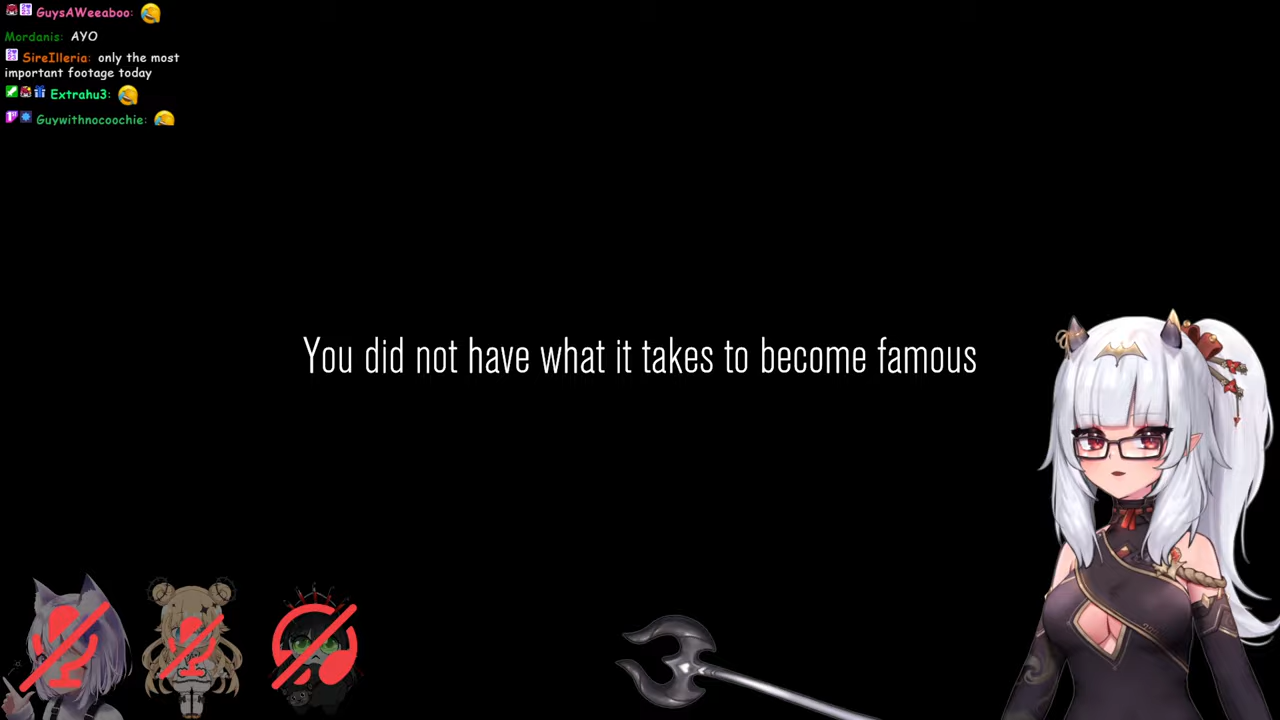 GuysAWeeaboo:
Mordanis: AYO
SireIlleria: only the most
important footage today
Extrahu3:
Guywithnocoochie:
You did not have what it takes to become famous